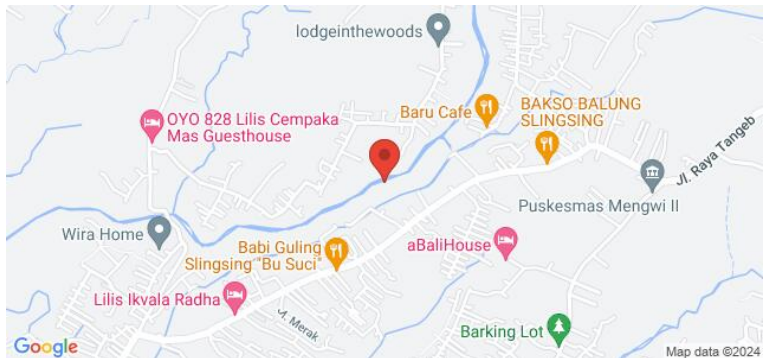 lodgeinthewoods
Baru Cafe
BAKSO BALUNG
SLINGSING
OYO 828 Lilis Cempaka
Mas Guesthouse
Jl. Raya Tangeb
Puskesmas Mengwi II
Wira Home
Babi Guling
Slingsing "Bu Suci"
aBaliHouse
Lilis Ikvala Radha
Jl. Merak
Barking Lot
Google
Map data ©2024